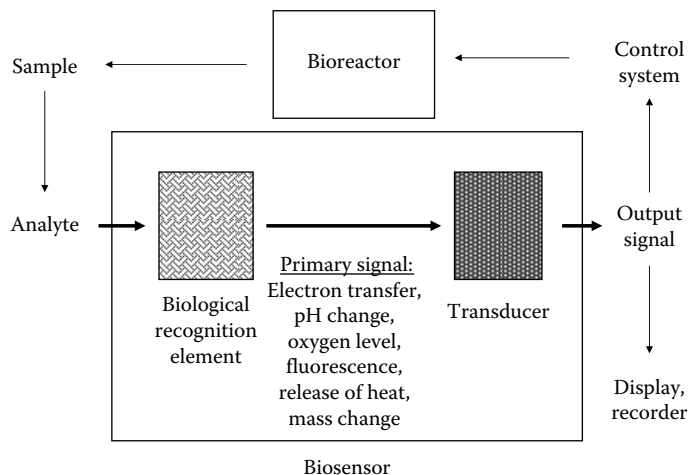 Sample
Bioreactor
Control
system
Analyte
Biological
recognition
element
Primary signal:
Electron transfer,
pH change,
oxygen level,
fluorescence,
release of heat,
mass change
Transducer
Output
signal
Display,
recorder
Biosensor